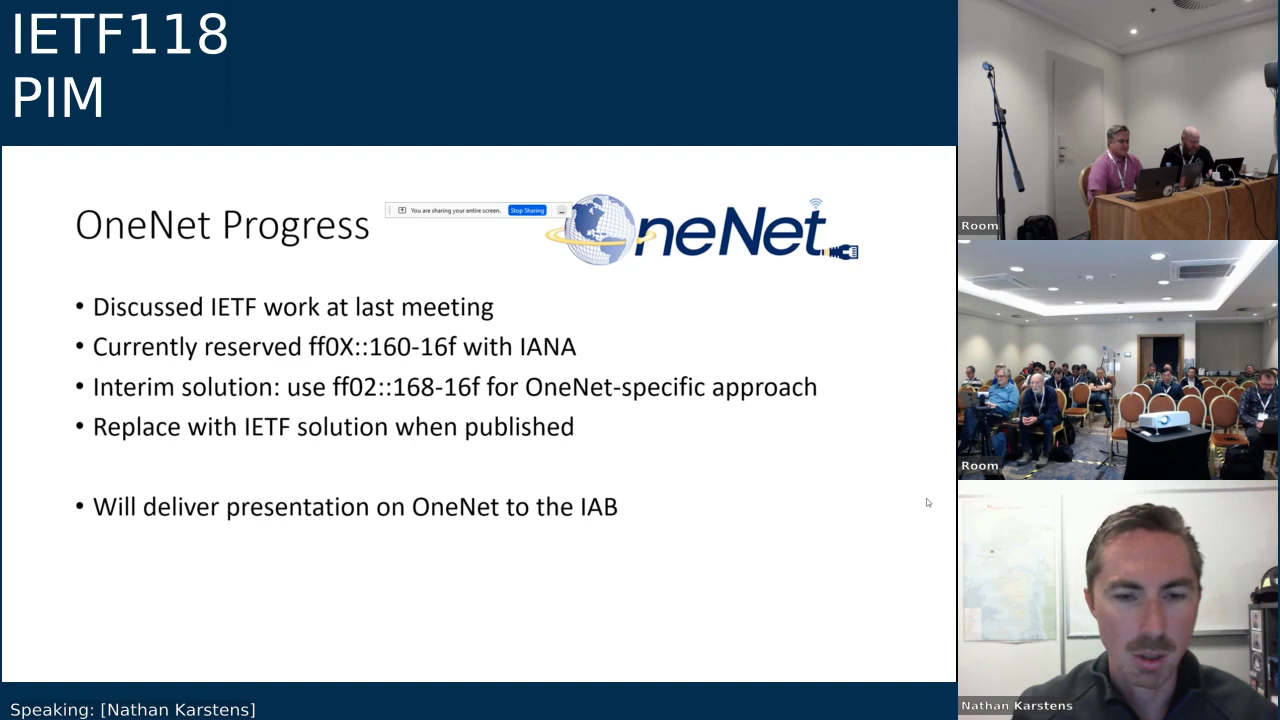 IETF118
PIM
OneNet Progress
You are sharing your entire screen. Stop Sharing
neNet
• Discussed IETF work at last meeting
• Currently reserved ff0X::160-16f with IANA
• Interim solution: use ff02::168-16f for OneNet-specific approach
• Replace with IETF solution when published
• Will deliver presentation on OneNet to the IAB
Room
Room
Nathan Karstens
Speaking: [Nathan Karstens]